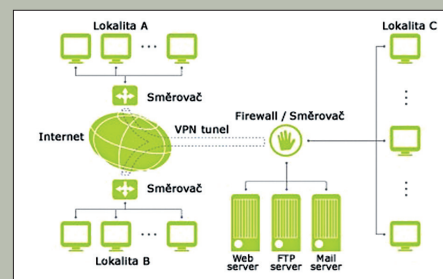 Lokalita A
Lokalita C
Směrovač
Firewall / Směrovač
Internet
VPN tunel
Směrovač
Lokalita B
Web
server
FTP
server
Mail
server